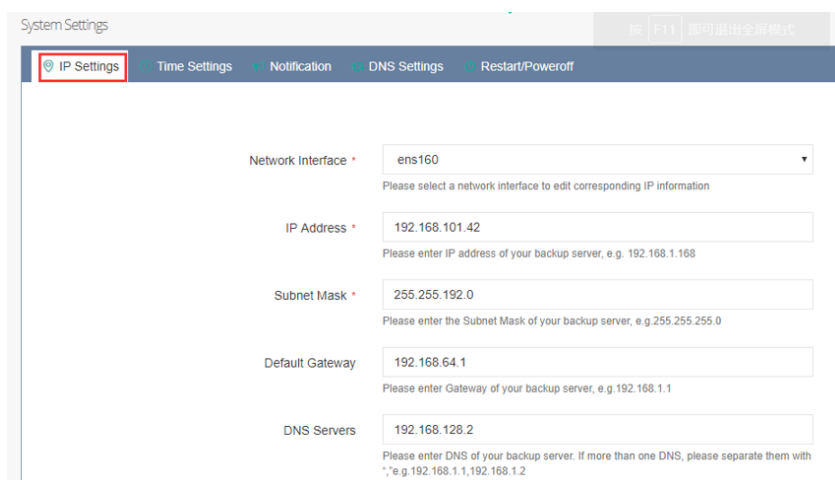 System Settings
按 F11 即可退出全屏模式
IP Settings Time Settings Notification DNS Settings Restart/Poweroff
Network Interface * ens160
Please select a network interface to edit corresponding IP information
IP Address * 192.168.101.42
Please enter IP address of your backup server, e.g. 192.168.1.168
Subnet Mask * 255.255.192.0
Please enter the Subnet Mask of your backup server, e.g.255.255.255.0
Default Gateway 192.168.64.1
Please enter Gateway of your backup server, e.g.192.168.1.1
DNS Servers 192.168.128.2
Please enter DNS of your backup server. If more than one DNS, please separate them with
","e.g.192.168.1.1,192.168.1.2